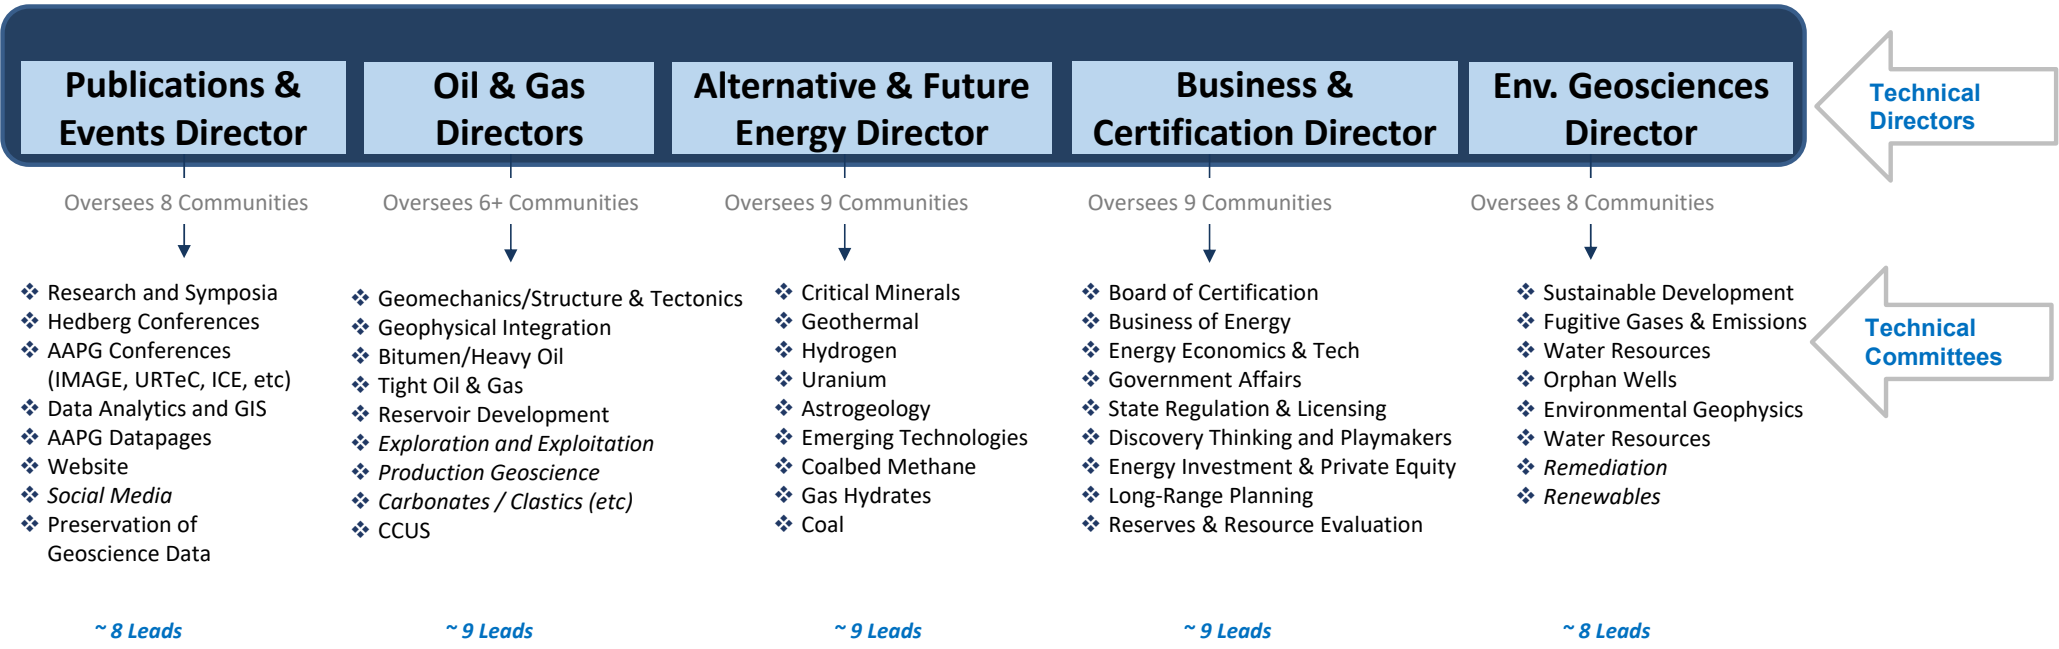 Publications &
Events Director
Oil & Gas
Directors
Alternative & Future
Energy Director
Business &
Certification Director
Env. Geosciences
Director
Technical
Directors
Oversees 8 Communities
Oversees 6+ Communities
Oversees 9 Communities
Oversees 9 Communities
Oversees 8 Communities
❖ Research and Symposia
❖ Hedberg Conferences
❖ AAPG Conferences
(IMAGE, URTeC, ICE, etc)
❖ Data Analytics and GIS
❖ AAPG Datapages
❖ Website
❖ Social Media
❖ Preservation of
Geoscience Data
❖ Geomechanics/Structure & Tectonics
❖ Geophysical Integration
❖ Bitumen/Heavy Oil
❖ Tight Oil & Gas
❖ Reservoir Development
❖ Exploration and Exploitation
❖ Production Geoscience
❖ Carbonates / Clastics (etc)
❖ CCUS
❖ Critical Minerals
❖ Geothermal
❖ Hydrogen
❖ Uranium
❖ Astrogeology
❖ Emerging Technologies
❖ Coalbed Methane
❖ Gas Hydrates
❖ Coal
❖ Board of Certification
❖ Business of Energy
❖ Energy Economics & Tech
❖ Government Affairs
❖ State Regulation & Licensing
❖ Discovery Thinking and Playmakers
❖ Energy Investment & Private Equity
❖ Long-Range Planning
❖ Reserves & Resource Evaluation
❖ Sustainable Development
❖ Fugitive Gases & Emissions
❖ Water Resources
❖ Orphan Wells
❖ Environmental Geophysics
❖ Water Resources
❖ Remediation
❖ Renewables
Technical
Committees
~ 8 Leads
~ 9 Leads
~ 9 Leads
~ 9 Leads
~ 8 Leads